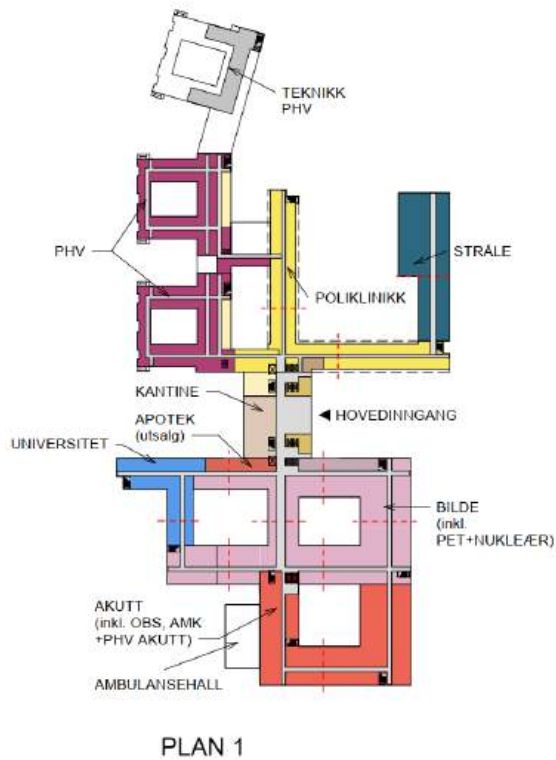 TEKNIKK
PHV
PHV
STRÅLE
POLIKLINIKK
KANTINE
HOVEDINNGANG
APOTEK
(utsalg)
UNIVERSITET
BILDE
(inkl.
PET+NUKLEÆR)
AKUTT
(inkl. OBS, AMK
+PHV AKUTT)
AMBULANSEHALL
PLAN 1